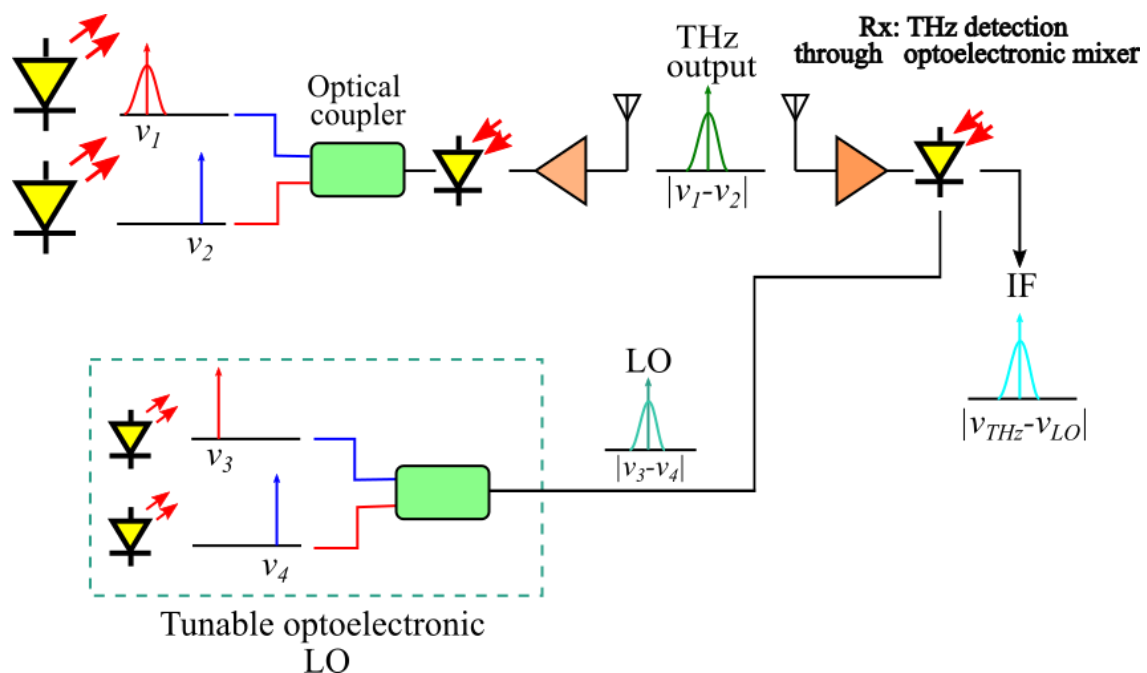 Rx: THz detection
through optoelectronic mixer
THz
output
Optical
coupler
v1
v2
|v1-v2|
IF
|vTHz-vLO|
LO
|v3-v4|
v3
v4
Tunable optoelectronic
LO